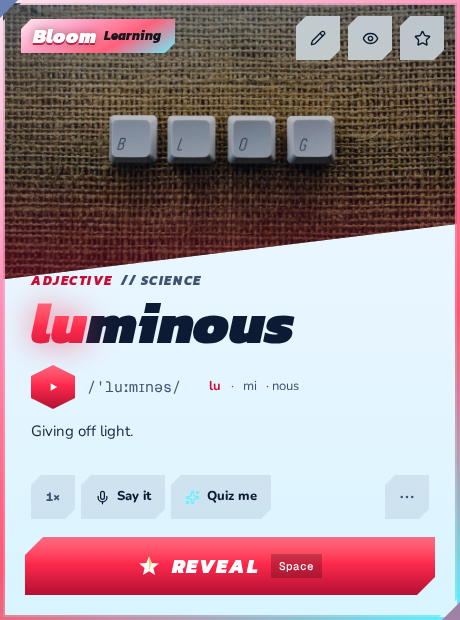 Bloom Learning
B L O G
ADJECTIVE // SCIENCE
luminous
/ˈluːmɪnəs/ lu · mi · nous
Giving off light.
1× Say it Quiz me ...
REVEAL Space